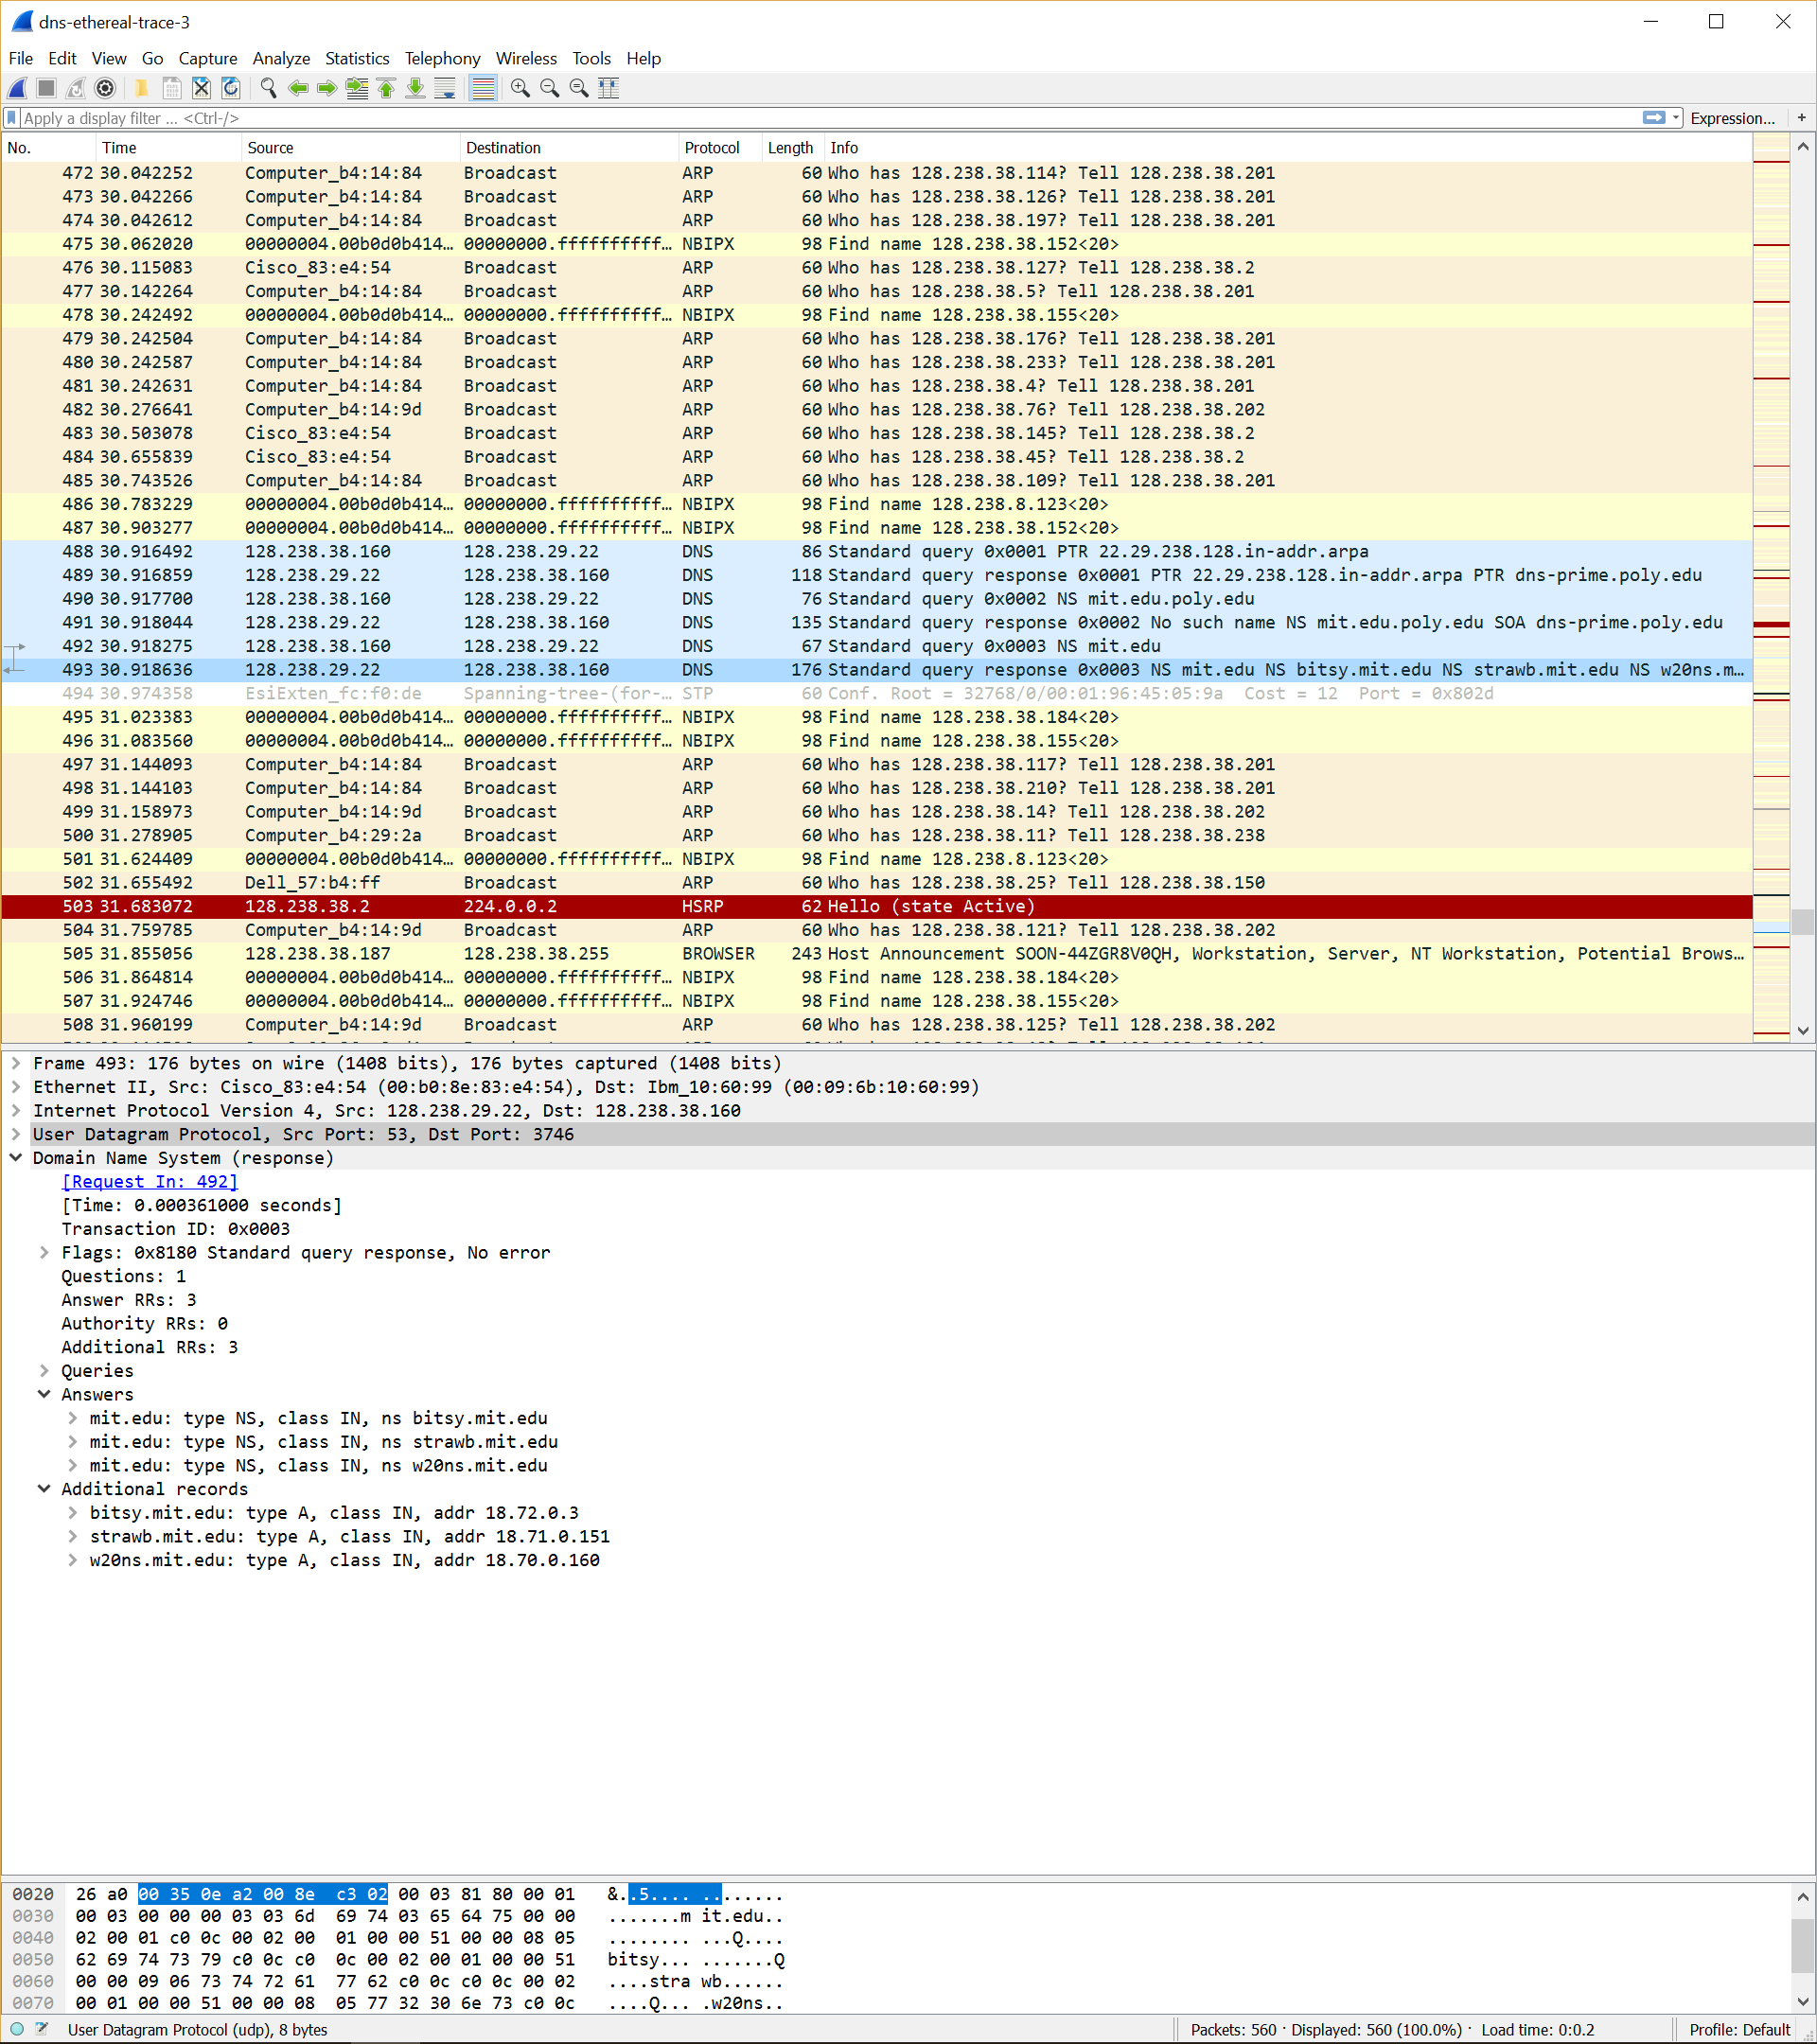 dns-ethereal-trace-3
File Edit View Go Capture Analyze Statistics Telephony Wireless Tools Help
Apply a display filter ... <Ctrl-/> Expression... +
No. Time Source Destination Protocol Length Info
472 30.042252 Computer_b4:14:84 Broadcast ARP 60 Who has 128.238.38.114? Tell 128.238.38.201
473 30.042266 Computer_b4:14:84 Broadcast ARP 60 Who has 128.238.38.126? Tell 128.238.38.201
474 30.042612 Computer_b4:14:84 Broadcast ARP 60 Who has 128.238.38.197? Tell 128.238.38.201
475 30.062020 00000004.00b0d0b414… 00000000.ffffffffff… NBIPX 98 Find name 128.238.38.152<20>
476 30.115083 Cisco_83:e4:54 Broadcast ARP 60 Who has 128.238.38.127? Tell 128.238.38.2
477 30.142264 Computer_b4:14:84 Broadcast ARP 60 Who has 128.238.38.5? Tell 128.238.38.201
478 30.242492 00000004.00b0d0b414… 00000000.ffffffffff… NBIPX 98 Find name 128.238.38.155<20>
479 30.242504 Computer_b4:14:84 Broadcast ARP 60 Who has 128.238.38.176? Tell 128.238.38.201
480 30.242587 Computer_b4:14:84 Broadcast ARP 60 Who has 128.238.38.233? Tell 128.238.38.201
481 30.242631 Computer_b4:14:84 Broadcast ARP 60 Who has 128.238.38.4? Tell 128.238.38.201
482 30.276641 Computer_b4:14:9d Broadcast ARP 60 Who has 128.238.38.76? Tell 128.238.38.202
483 30.503078 Cisco_83:e4:54 Broadcast ARP 60 Who has 128.238.38.145? Tell 128.238.38.2
484 30.655839 Cisco_83:e4:54 Broadcast ARP 60 Who has 128.238.38.45? Tell 128.238.38.2
485 30.743526 Computer_b4:14:84 Broadcast ARP 60 Who has 128.238.38.109? Tell 128.238.38.201
486 30.783229 00000004.00b0d0b414… 00000000.ffffffffff… NBIPX 98 Find name 128.238.8.123<20>
487 30.903277 00000004.00b0d0b414… 00000000.ffffffffff… NBIPX 98 Find name 128.238.38.152<20>
488 30.916492 128.238.38.160 128.238.29.22 DNS 86 Standard query 0x0001 PTR 22.29.238.128.in-addr.arpa
489 30.916859 128.238.29.22 128.238.38.160 DNS 118 Standard query response 0x0001 PTR 22.29.238.128.in-addr.arpa PTR dns-prime.poly.edu
490 30.917700 128.238.38.160 128.238.29.22 DNS 76 Standard query 0x0002 NS mit.edu.poly.edu
491 30.918044 128.238.29.22 128.238.38.160 DNS 135 Standard query response 0x0002 No such name NS mit.edu.poly.edu SOA dns-prime.poly.edu
492 30.918275 128.238.38.160 128.238.29.22 DNS 67 Standard query 0x0003 NS mit.edu
493 30.918636 128.238.29.22 128.238.38.160 DNS 176 Standard query response 0x0003 NS mit.edu NS bitsy.mit.edu NS strawb.mit.edu NS w20ns.m…
494 30.974358 EsiExten_fc:f0:de Spanning-tree-(for-… STP 60 Conf. Root = 32768/0/00:01:96:45:05:9a Cost = 12 Port = 0x802d
495 31.023383 00000004.00b0d0b414… 00000000.ffffffffff… NBIPX 98 Find name 128.238.38.184<20>
496 31.083560 00000004.00b0d0b414… 00000000.ffffffffff… NBIPX 98 Find name 128.238.38.155<20>
497 31.144093 Computer_b4:14:84 Broadcast ARP 60 Who has 128.238.38.117? Tell 128.238.38.201
498 31.144103 Computer_b4:14:84 Broadcast ARP 60 Who has 128.238.38.210? Tell 128.238.38.201
499 31.158973 Computer_b4:14:9d Broadcast ARP 60 Who has 128.238.38.14? Tell 128.238.38.202
500 31.278905 Computer_b4:29:2a Broadcast ARP 60 Who has 128.238.38.11? Tell 128.238.38.238
501 31.624409 00000004.00b0d0b414… 00000000.ffffffffff… NBIPX 98 Find name 128.238.8.123<20>
502 31.655492 Dell_57:b4:ff Broadcast ARP 60 Who has 128.238.38.25? Tell 128.238.38.150
503 31.683072 128.238.38.2 224.0.0.2 HSRP 62 Hello (state Active)
504 31.759785 Computer_b4:14:9d Broadcast ARP 60 Who has 128.238.38.121? Tell 128.238.38.202
505 31.855056 128.238.38.187 128.238.38.255 BROWSER 243 Host Announcement SOON-44ZGR8V0QH, Workstation, Server, NT Workstation, Potential Brows…
506 31.864814 00000004.00b0d0b414… 00000000.ffffffffff… NBIPX 98 Find name 128.238.38.184<20>
507 31.924746 00000004.00b0d0b414… 00000000.ffffffffff… NBIPX 98 Find name 128.238.38.155<20>
508 31.960199 Computer_b4:14:9d Broadcast ARP 60 Who has 128.238.38.125? Tell 128.238.38.202
Frame 493: 176 bytes on wire (1408 bits), 176 bytes captured (1408 bits)
Ethernet II, Src: Cisco_83:e4:54 (00:b0:8e:83:e4:54), Dst: Ibm_10:60:99 (00:09:6b:10:60:99)
Internet Protocol Version 4, Src: 128.238.29.22, Dst: 128.238.38.160
User Datagram Protocol, Src Port: 53, Dst Port: 3746
Domain Name System (response)
[Request In: 492]
[Time: 0.000361000 seconds]
Transaction ID: 0x0003
Flags: 0x8180 Standard query response, No error
Questions: 1
Answer RRs: 3
Authority RRs: 0
Additional RRs: 3
Queries
Answers
mit.edu: type NS, class IN, ns bitsy.mit.edu
mit.edu: type NS, class IN, ns strawb.mit.edu
mit.edu: type NS, class IN, ns w20ns.mit.edu
Additional records
bitsy.mit.edu: type A, class IN, addr 18.72.0.3
strawb.mit.edu: type A, class IN, addr 18.71.0.151
w20ns.mit.edu: type A, class IN, addr 18.70.0.160
0020 26 a0 00 35 0e a2 00 8e c3 02 00 03 81 80 00 01 &..5.... ........
0030 00 03 00 00 00 03 03 6d 69 74 03 65 64 75 00 00 .......m it.edu..
0040 02 00 01 c0 0c 00 02 00 01 00 00 51 00 00 08 05 ........ ...Q....
0050 62 69 74 73 79 c0 0c c0 0c 00 02 00 01 00 00 51 bitsy... .......Q
0060 00 00 09 06 73 74 72 61 77 62 c0 0c c0 0c 00 02 ....stra wb......
0070 00 01 00 00 51 00 00 08 05 77 32 30 6e 73 c0 0c ....Q... .w20ns..
User Datagram Protocol (udp), 8 bytes Packets: 560 · Displayed: 560 (100.0%) · Load time: 0:0.2 Profile: Default